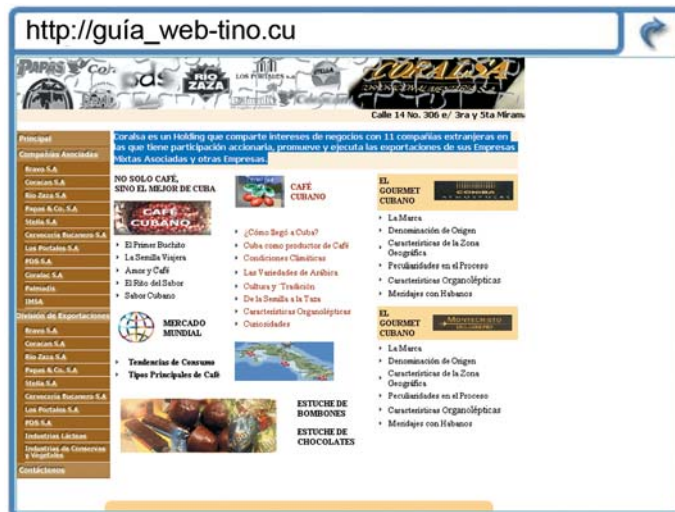 http://guía_web-tino.cu
PAPAS
RIO
ZAZA
LOS PORTALES S.A.
STELLA
CORALSA
Calle 14 No. 306 e/ 3ra y 5ta Miram
Coralsa es un Holding que comparte intereses de negocios con 11 compañías extranjeras en
las que tiene participación accionaria, promueve y ejecuta las exportaciones de sus Empresas
Mixtas Asociadas y otras Empresas.
Principal
Compañías Asociadas
Bravo S.A
Coracan S.A
Rio Zaza S.A
Papas & Co, S.A
Stella S.A
Cervecería Bucanero S.A
Los Portales S.A
PDS S.A
Coralac S.A
Palmadis
IMSA
División de Exportaciones
Bravo S.A
Coracan S.A
Rio Zaza S.A
Papas & Co, S.A
Stella S.A
Cervecería Bucanero S.A
Los Portales S.A
PDS S.A
Industrias Lácteas
Industrias de Conservas
y Vegetales
Contáctenos
NO SOLO CAFÉ,
SINO EL MEJOR DE CUBA
CAFÉ
CUBANO
El Primer Buchito
La Semilla Viajera
Amor y Café
El Rito del Sabor
Sabor Cubano
MERCADO
MUNDIAL
Tendencias de Consumo
Tipos Principales de Café
CAFÉ
CUBANO
¿Cómo llegó a Cuba?
Cuba como productor de Café
Condiciones Climáticas
Las Variedades de Arábica
Cultura y Tradición
De la Semilla a la Taza
Características Organolépticas
Curiosidades
ESTUCHE DE
BOMBONES
ESTUCHE DE
CHOCOLATES
EL
GOURMET
CUBANO
COHIBA
ATMOSPHERE
La Marca
Denominación de Origen
Características de la Zona
Geográfica
Peculiaridades en el Proceso
Características Organolépticas
Meridajes con Habanos
EL
GOURMET
CUBANO
MONTECRISTO
La Marca
Denominación de Origen
Características de la Zona
Geográfica
Peculiaridades en el Proceso
Características Organolépticas
Meridajes con Habanos